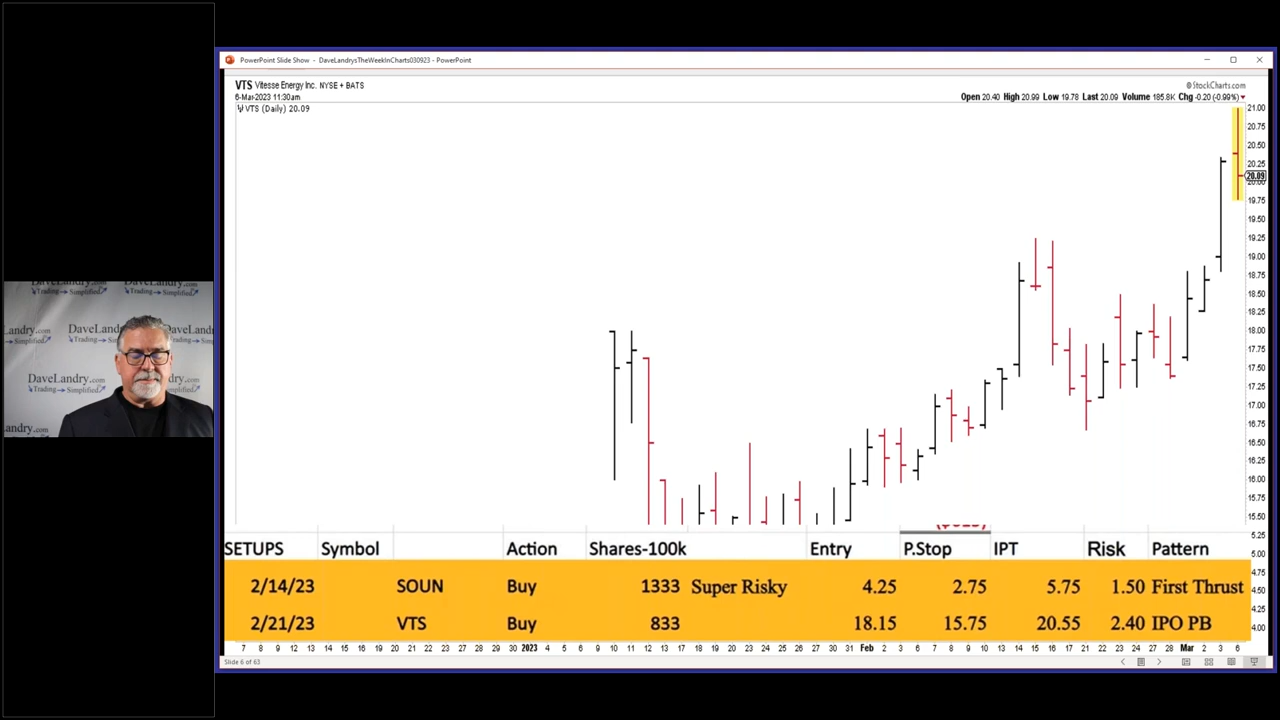 PowerPoint Slide Show - DaveLandrysTheWeekInCharts030923 - PowerPoint
VTS Vitesse Energy Inc. NYSE + BATS
© StockCharts.com
6-Mar-2023 11:30am
Open 20.40 High 20.99 Low 19.78 Last 20.09 Volume 185.8K Chg -0.20 (-0.99%)
VTS (Daily) 20.09
21.00
20.75
20.50
20.25
20.09
20.00
19.75
19.50
19.25
19.00
18.75
18.50
18.25
18.00
17.75
17.50
17.25
17.00
16.75
16.50
16.25
16.00
15.75
15.50
5.25
5.00
4.75
4.50
4.25
4.00
SETUPS Symbol Action Shares-100k Entry P.Stop IPT Risk Pattern
2/14/23 SOUN Buy 1333 Super Risky 4.25 2.75 5.75 1.50 First Thrust
2/21/23 VTS Buy 833 18.15 15.75 20.55 2.40 IPO PB
7 8 9 12 13 14 15 16 19 20 21 22 23 27 28 29 30 2023 4 5 6 9 10 11 12 13 17 18 19 20 23 24 25 26 27 30 31 Feb 2 3 6 7 8 9 10 13 14 15 16 17 21 22 23 24 27 28 Mar 2 3 6
Slide 6 of 63
DaveLandry.com
Trading Simplified